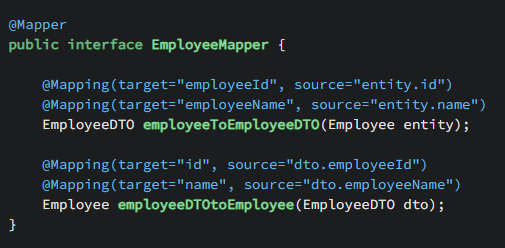 @Mapper
public interface EmployeeMapper {
@Mapping(target="employeeId", source="entity.id")
@Mapping(target="employeeName", source="entity.name")
EmployeeDTO employeeToEmployeeDTO(Employee entity);
@Mapping(target="id", source="dto.employeeId")
@Mapping(target="name", source="dto.employeeName")
Employee employeeDTOtoEmployee(EmployeeDTO dto);
}